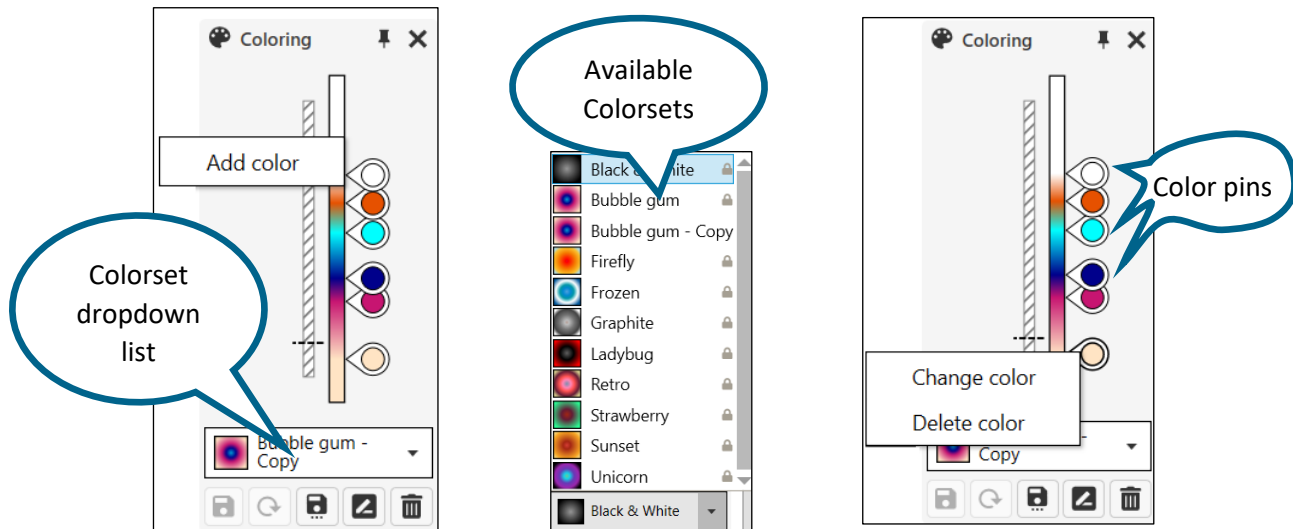 Coloring
Add color
Colorset
dropdown
list
Bubble gum -
Copy
Available
Colorsets
Black & White
Bubble gum
Bubble gum - Copy
Firefly
Frozen
Graphite
Ladybug
Retro
Strawberry
Sunset
Unicorn
Black & White
Coloring
Color pins
Change color
Delete color
Copy